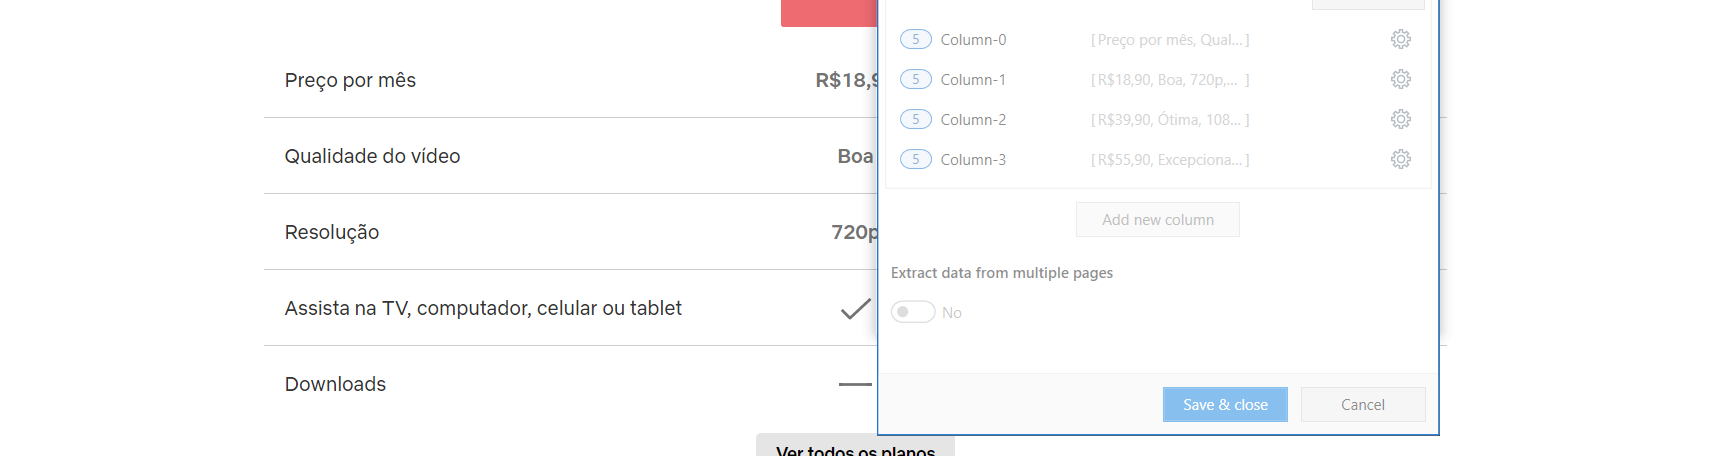 Preço por mês
R$18,9
Qualidade do vídeo
Boa
Resolução
720p
Assista na TV, computador, celular ou tablet
Downloads
Ver todos os planos
5 Column-0 [Preço por mês, Qual... ]
5 Column-1 [R$18,90, Boa, 720p,... ]
5 Column-2 [R$39,90, Ótima, 108... ]
5 Column-3 [R$55,90, Excepciona... ]
Add new column
Extract data from multiple pages
No
Save & close
Cancel